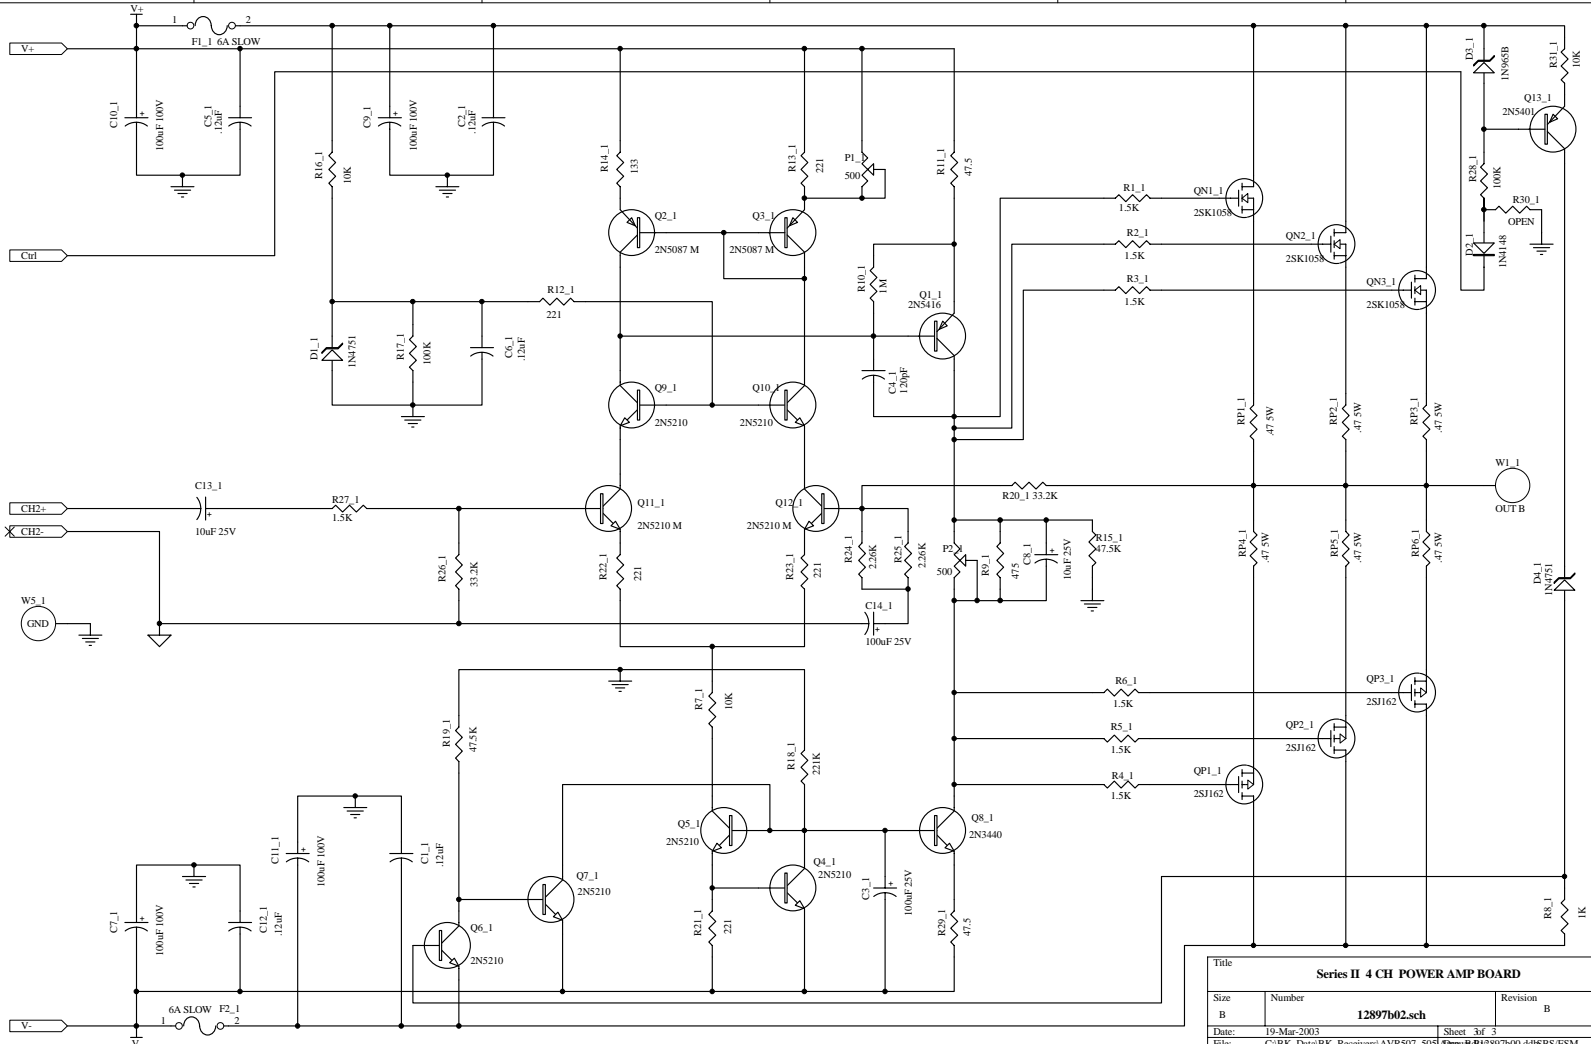 V+
1
2
F1_1 6A SLOW
V+
C10_1
100uF 100V
C5_1
.12uF
C9_1
100uF 100V
C2_1
.12uF
R16_1
10K
R14_1
133
R13_1
221
P1_1
500
R11_1
47.5
R1_1
1.5K
QN1_1
2SK1058
R2_1
1.5K
QN2_1
2SK1058
R3_1
1.5K
QN3_1
2SK1058
D3_1
1N965B
R31_1
10K
Q13_1
2N5401
R28_1
100K
R30_1
OPEN
D2_1
1N4148
Ctrl
Q2_1
2N5087 M
Q3_1
2N5087 M
R10_1
1M
Q1_1
2N5416
R12_1
221
D1_1
1N4751
R17_1
100K
C6_1
.12uF
C4_1
120pF
Q9_1
2N5210
Q10_1
2N5210
RP1_1
.47 5W
RP2_1
.47 5W
RP3_1
.47 5W
CH2+
CH2-
C13_1
10uF 25V
R27_1
1.5K
Q11_1
2N5210 M
Q12_1
2N5210 M
R20_1 33.2K
W1_1
OUT B
R26_1
33.2K
R22_1
221
R23_1
221
R24_1
2.26K
R25_1
2.26K
P2_1
500
R9_1
475
C8_1
10uF 25V
R15_1
47.5K
RP4_1
.47 5W
RP5_1
.47 5W
RP6_1
.47 5W
D4_1
1N4751
W5_1
GND
C14_1
100uF 25V
R19_1
47.5K
R7_1
10K
R18_1
221K
R6_1
1.5K
QP3_1
2SJ162
R5_1
1.5K
QP2_1
2SJ162
R4_1
1.5K
QP1_1
2SJ162
C11_1
100uF 100V
C1_1
.12uF
C7_1
100uF 100V
C12_1
.12uF
Q5_1
2N5210
Q8_1
2N3440
Q7_1
2N5210
Q4_1
2N5210
C3_1
100uF 25V
Q6_1
2N5210
R21_1
221
R29_1
47.5
R8_1
1K
V-
1
6A SLOW F2_1
2
Title
Series II 4 CH POWER AMP BOARD
Size
B
Number
12897b02.sch
Revision
B
Date:
19-Mar-2003
Sheet 3of 3
File: